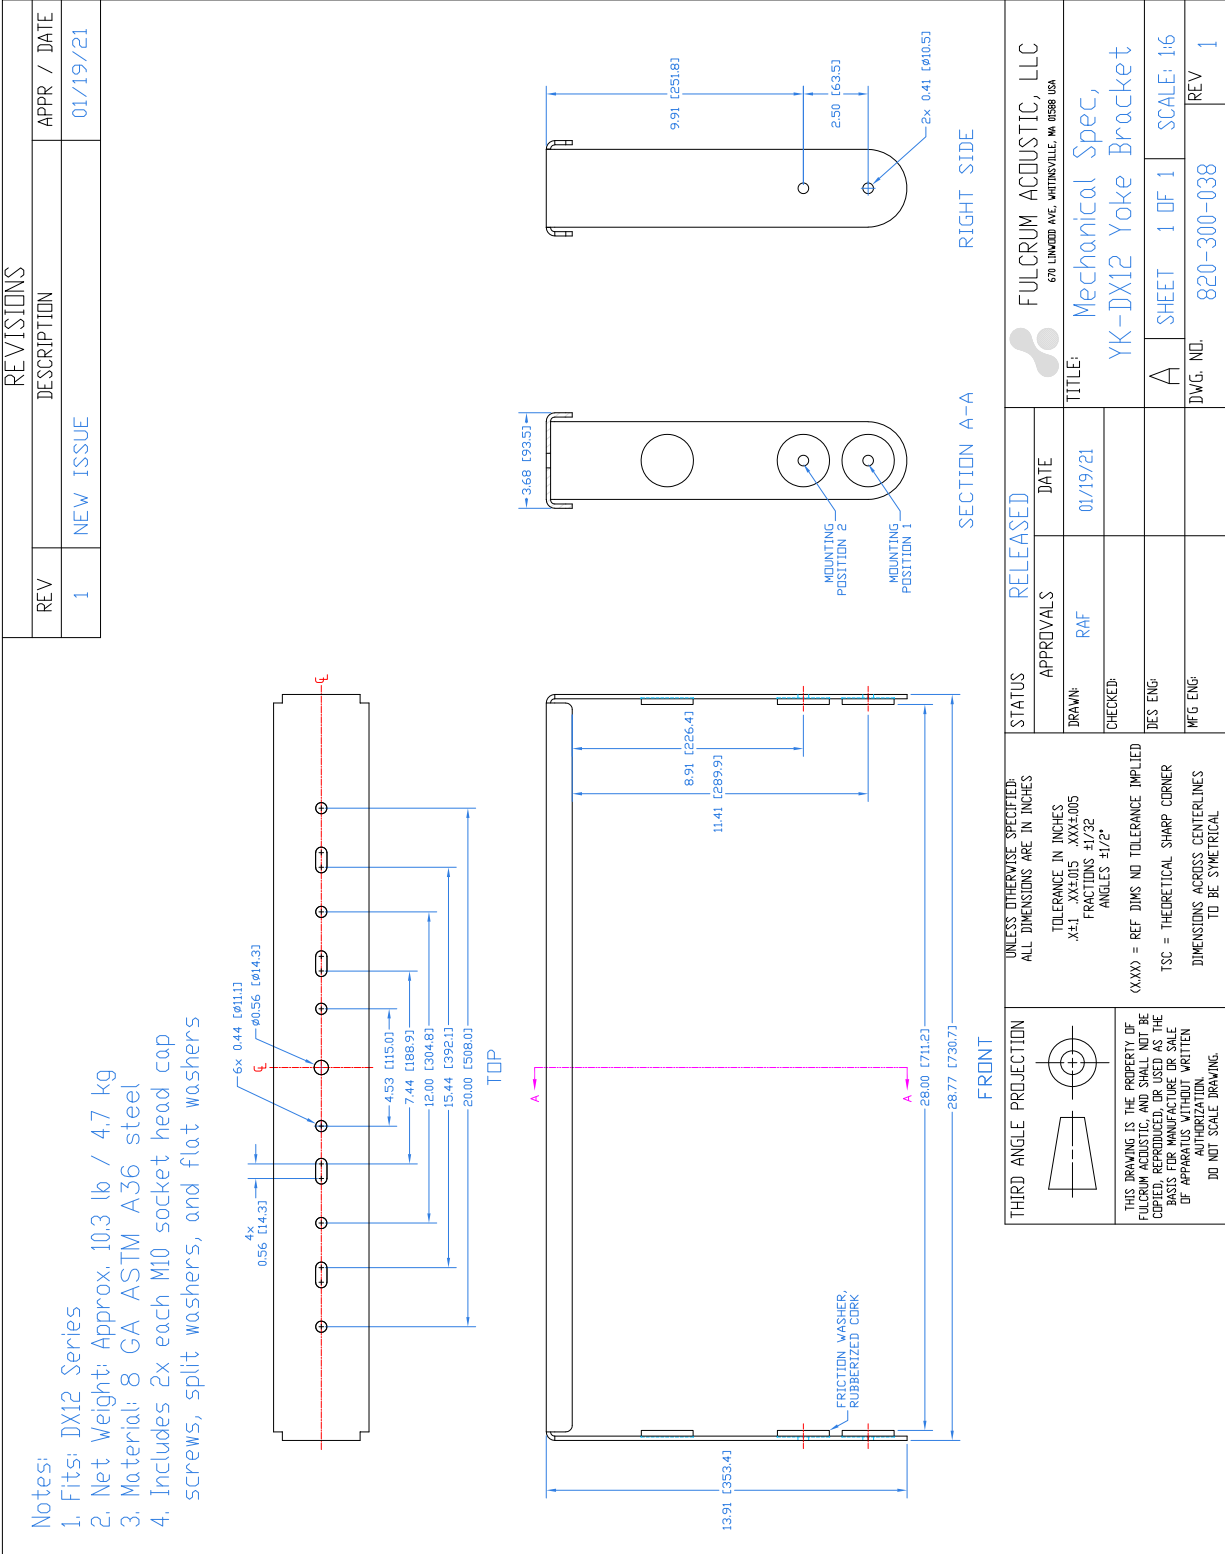 Notes:
1. Fits: DX12 Series
2. Net Weight: Approx. 10.3 lb / 4.7 kg
3. Material: 8 GA ASTM A36 steel
4. Includes 2x each M10 socket head cap
screws, split washers, and flat washers
REVISIONS
REV DESCRIPTION APPR / DATE
1 NEW ISSUE 01/19/21
4x
0.56 [14.3]
6x 0.44 [ø11.1]
ø0.56 [ø14.3]
4.53 [115.0]
7.44 [188.9]
12.00 [304.8]
15.44 [392.1]
20.00 [508.0]
TOP
3.68 [93.5]
MOUNTING
POSITION 2
MOUNTING
POSITION 1
SECTION A-A
9.91 [251.8]
2.50 [63.5]
2x 0.41 [ø10.5]
RIGHT SIDE
13.91 [353.4]
FRICTION WASHER,
RUBBERIZED CORK
A
A
8.91 [226.4]
11.41 [289.9]
28.00 [711.2]
28.77 [730.7]
FRONT
THIRD ANGLE PROJECTION
THIS DRAWING IS THE PROPERTY OF
FULCRUM ACOUSTIC, AND SHALL NOT BE
COPIED, REPRODUCED, OR USED AS THE
BASIS FOR MANUFACTURE OR SALE
OF APPARATUS WITHOUT WRITTEN
AUTHORIZATION.
DO NOT SCALE DRAWING.
UNLESS OTHERWISE SPECIFIED:
ALL DIMENSIONS ARE IN INCHES
TOLERANCE IN INCHES
.X±.1 .XX±.015 .XXX±.005
FRACTIONS ±1/32
ANGLES ±1/2°
(X.XX) = REF DIMS NO TOLERANCE IMPLIED
TSC = THEORETICAL SHARP CORNER
DIMENSIONS ACROSS CENTERLINES
TO BE SYMETRICAL
STATUS RELEASED
APPROVALS DATE
DRAWN: RAF 01/19/21
CHECKED:
DES ENG:
MFG ENG:
FULCRUM ACOUSTIC, LLC
670 LINWOOD AVE, WHITINSVILLE, MA 01588 USA
TITLE:
Mechanical Spec,
YK-DX12 Yoke Bracket
A SHEET 1 OF 1 SCALE: 1:6
DWG. NO. 820-300-038 REV 1